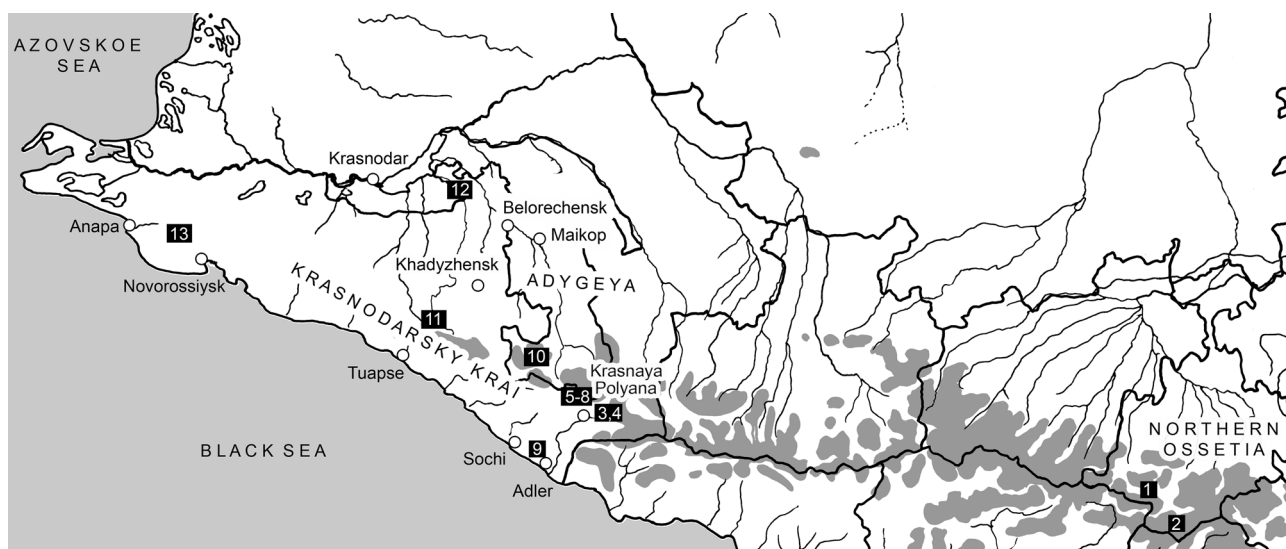 AZOVSKOE
SEA
Krasnodar
12
Belorechensk
Anapa
13
Maikop
Khadyzhensk
Novorossiysk
ADYGEYA
KRASNODARSKY KRAI
11
10
Tuapse
Krasnaya
Polyana
5-8
3,4
NORTHERN
OSSETIA
BLACK SEA
Sochi
9
Adler
1
2